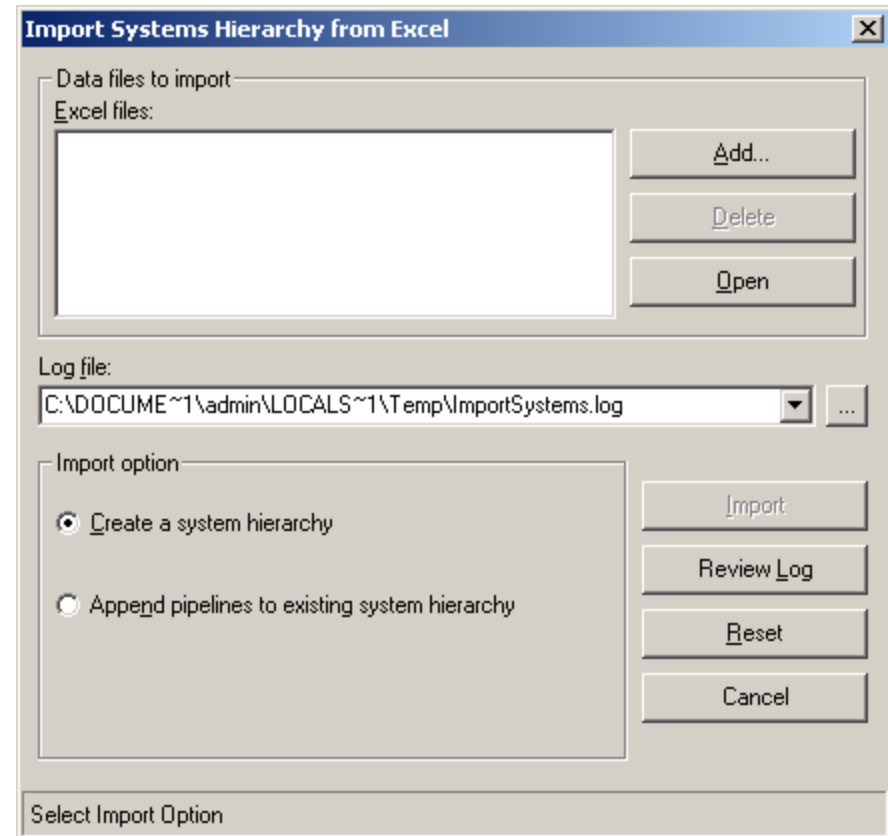 Import Systems Hierarchy from Excel
Data files to import
Excel files:
Add...
Delete
Open
Log file:
C:\DOCUME~1\admin\LOCALS~1\Temp\ImportSystems.log
...
Import option
Create a system hierarchy
Append pipelines to existing system hierarchy
Import
Review Log
Reset
Cancel
Select Import Option